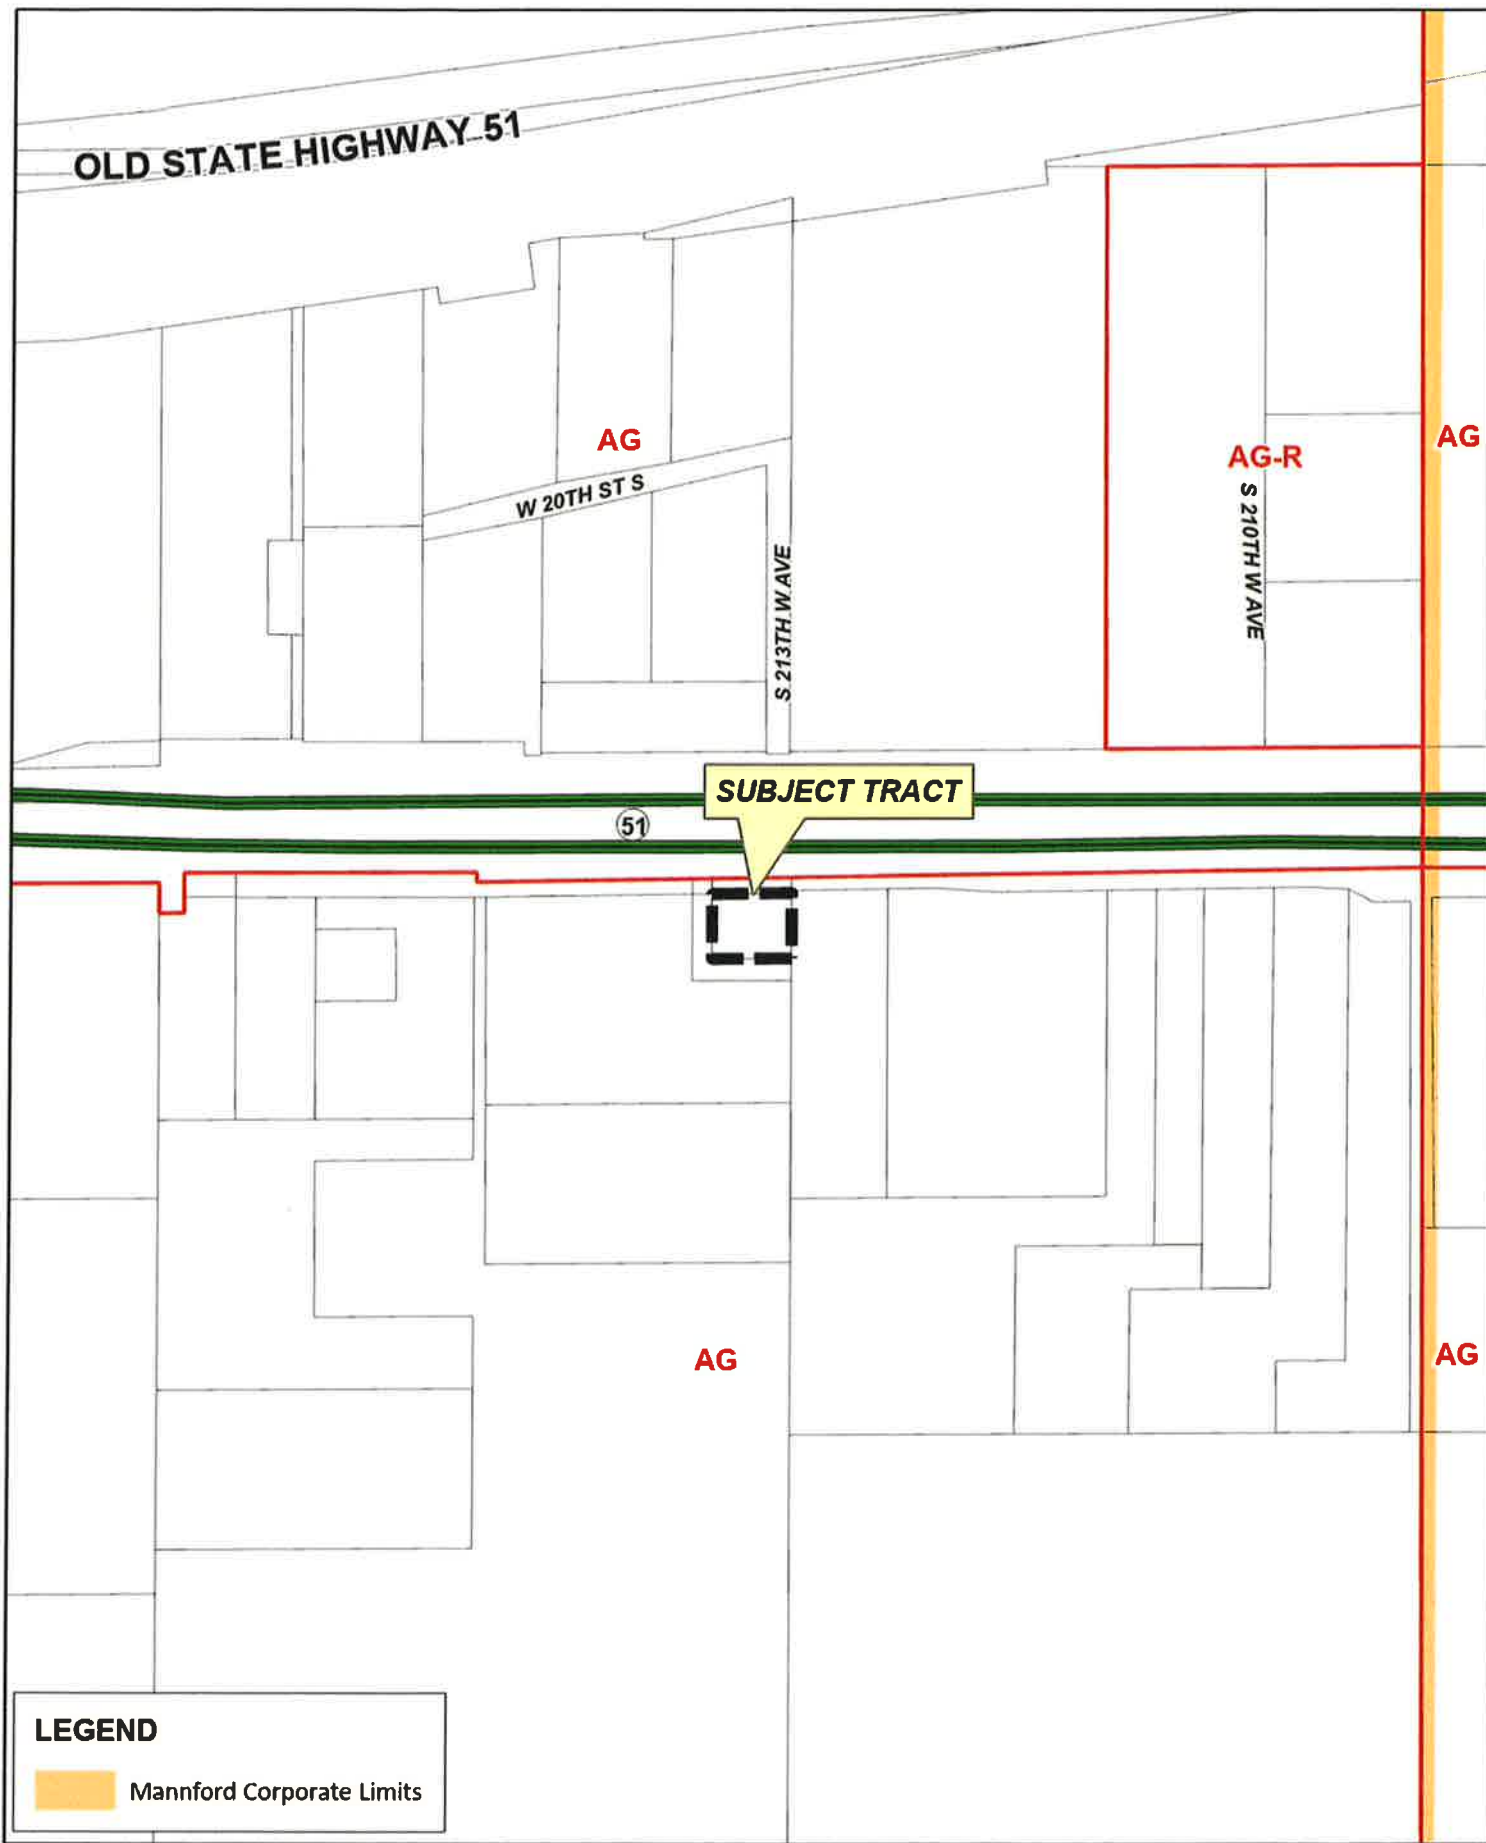 OLD STATE HIGHWAY 51
AG
AG-R
AG
W 20TH ST S
S 210TH W AVE
S 213TH W AVE
SUBJECT TRACT
51
AG
AG
LEGEND
Mannford Corporate Limits